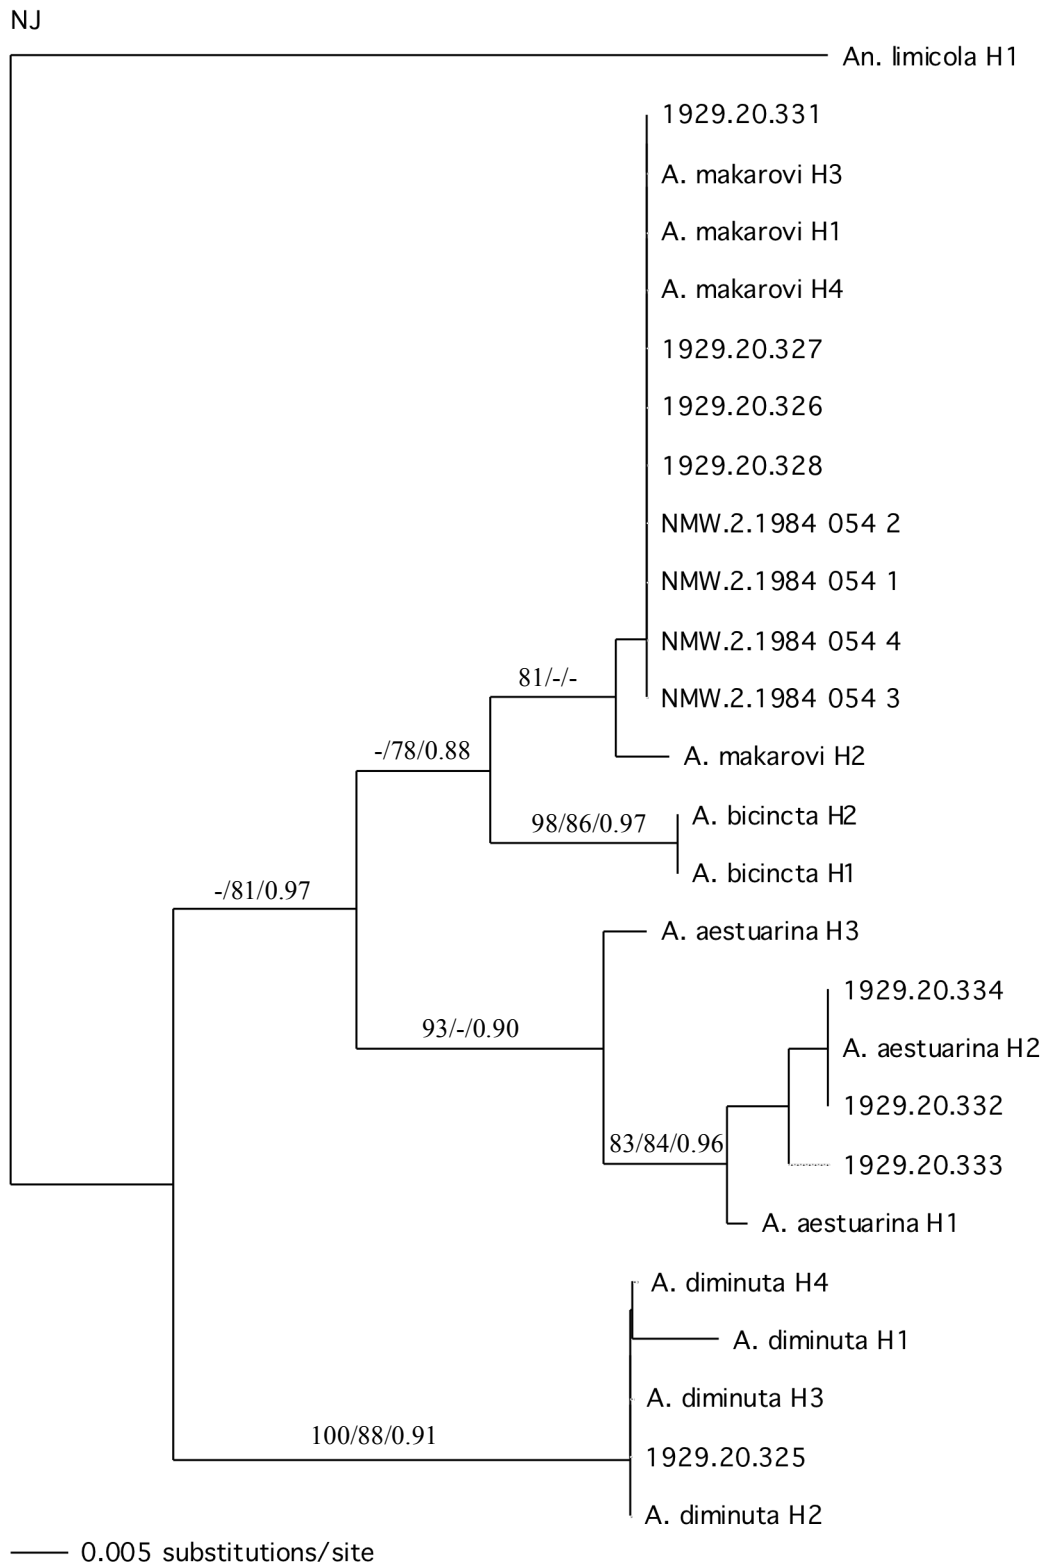 NJ
An. limicola H1
1929.20.331
A. makarovi H3
A. makarovi H1
A. makarovi H4
1929.20.327
1929.20.326
1929.20.328
NMW.2.1984 054 2
NMW.2.1984 054 1
NMW.2.1984 054 4
81/-/-
NMW.2.1984 054 3
-/78/0.88
A. makarovi H2
A. bicincta H2
98/86/0.97
A. bicincta H1
-/81/0.97
A. aestuarina H3
1929.20.334
93/-/0.90
A. aestuarina H2
1929.20.332
83/84/0.96
1929.20.333
A. aestuarina H1
A. diminuta H4
A. diminuta H1
A. diminuta H3
100/88/0.91
1929.20.325
A. diminuta H2
0.005 substitutions/site